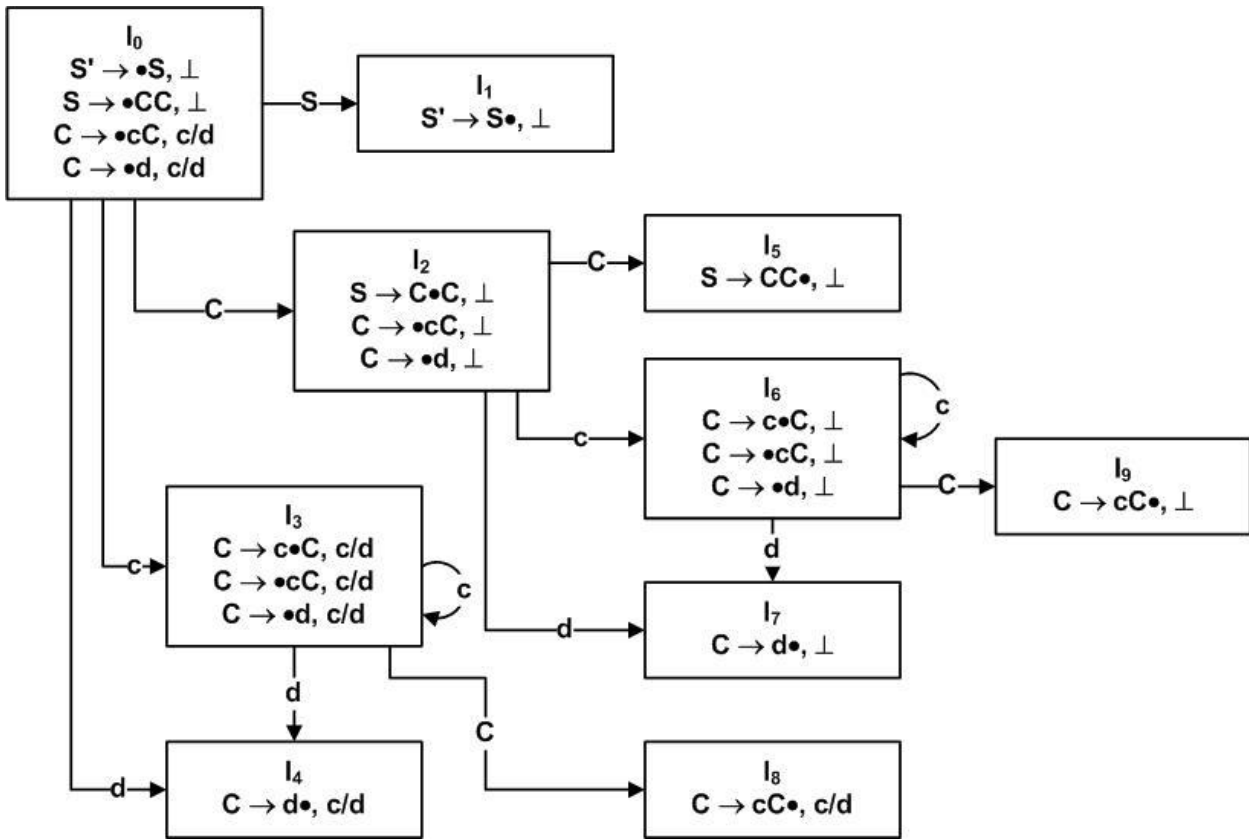 I₀
S' → •S, ⊥
S → •CC, ⊥
C → •cC, c/d
C → •d, c/d
S
I₁
S' → S•, ⊥
C
I₂
S → C•C, ⊥
C → •cC, ⊥
C → •d, ⊥
C
I₅
S → CC•, ⊥
c
I₆
C → c•C, ⊥
C → •cC, ⊥
C → •d, ⊥
c
C
I₉
C → cC•, ⊥
d
d
I₇
C → d•, ⊥
c
I₃
C → c•C, c/d
C → •cC, c/d
C → •d, c/d
c
d
C
d
I₄
C → d•, c/d
I₈
C → cC•, c/d